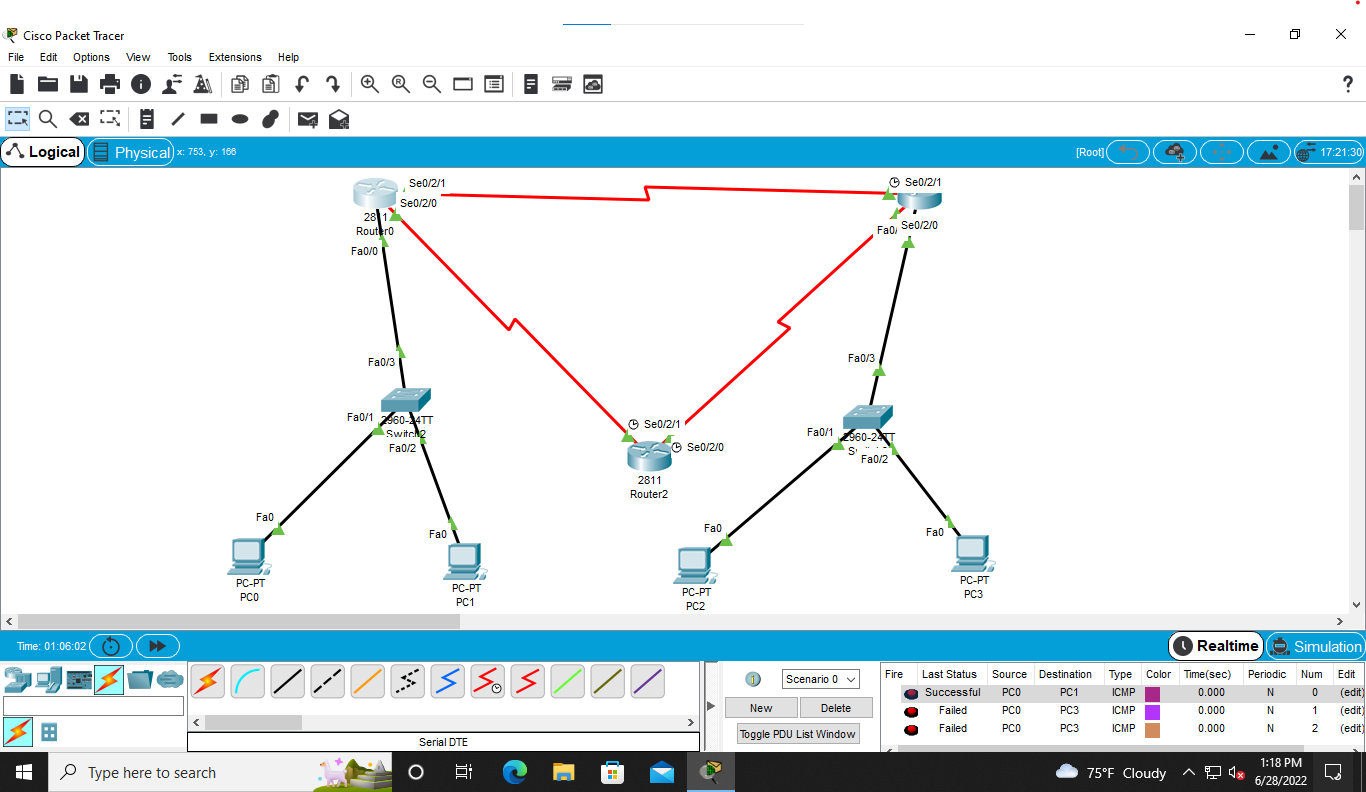 Cisco Packet Tracer
File Edit Options View Tools Extensions Help
Logical Physical x: 753, y: 166 [Root] 17:21:30
Se0/2/1
Se0/2/0
2811
Router0
Fa0/0
Se0/2/1
Fa0/ Se0/2/0
Fa0/3
Fa0/3
Fa0/1 2960-24TT
Switch2
Fa0/2
Fa0/1 2960-24TT
Fa0/2
Se0/2/1
Se0/2/0
2811
Router2
Fa0
Fa0
Fa0
Fa0
PC-PT
PC0
PC-PT
PC1
PC-PT
PC2
PC-PT
PC3
Time: 01:06:02 Realtime Simulation
Scenario 0
New Delete
Toggle PDU List Window
Serial DTE
Fire Last Status Source Destination Type Color Time(sec) Periodic Num Edit
Successful PC0 PC1 ICMP 0.000 N 0 (edit)
Failed PC0 PC3 ICMP 0.000 N 1 (edit)
Failed PC0 PC3 ICMP 0.000 N 2 (edit)
Type here to search
75°F Cloudy
1:18 PM
6/28/2022